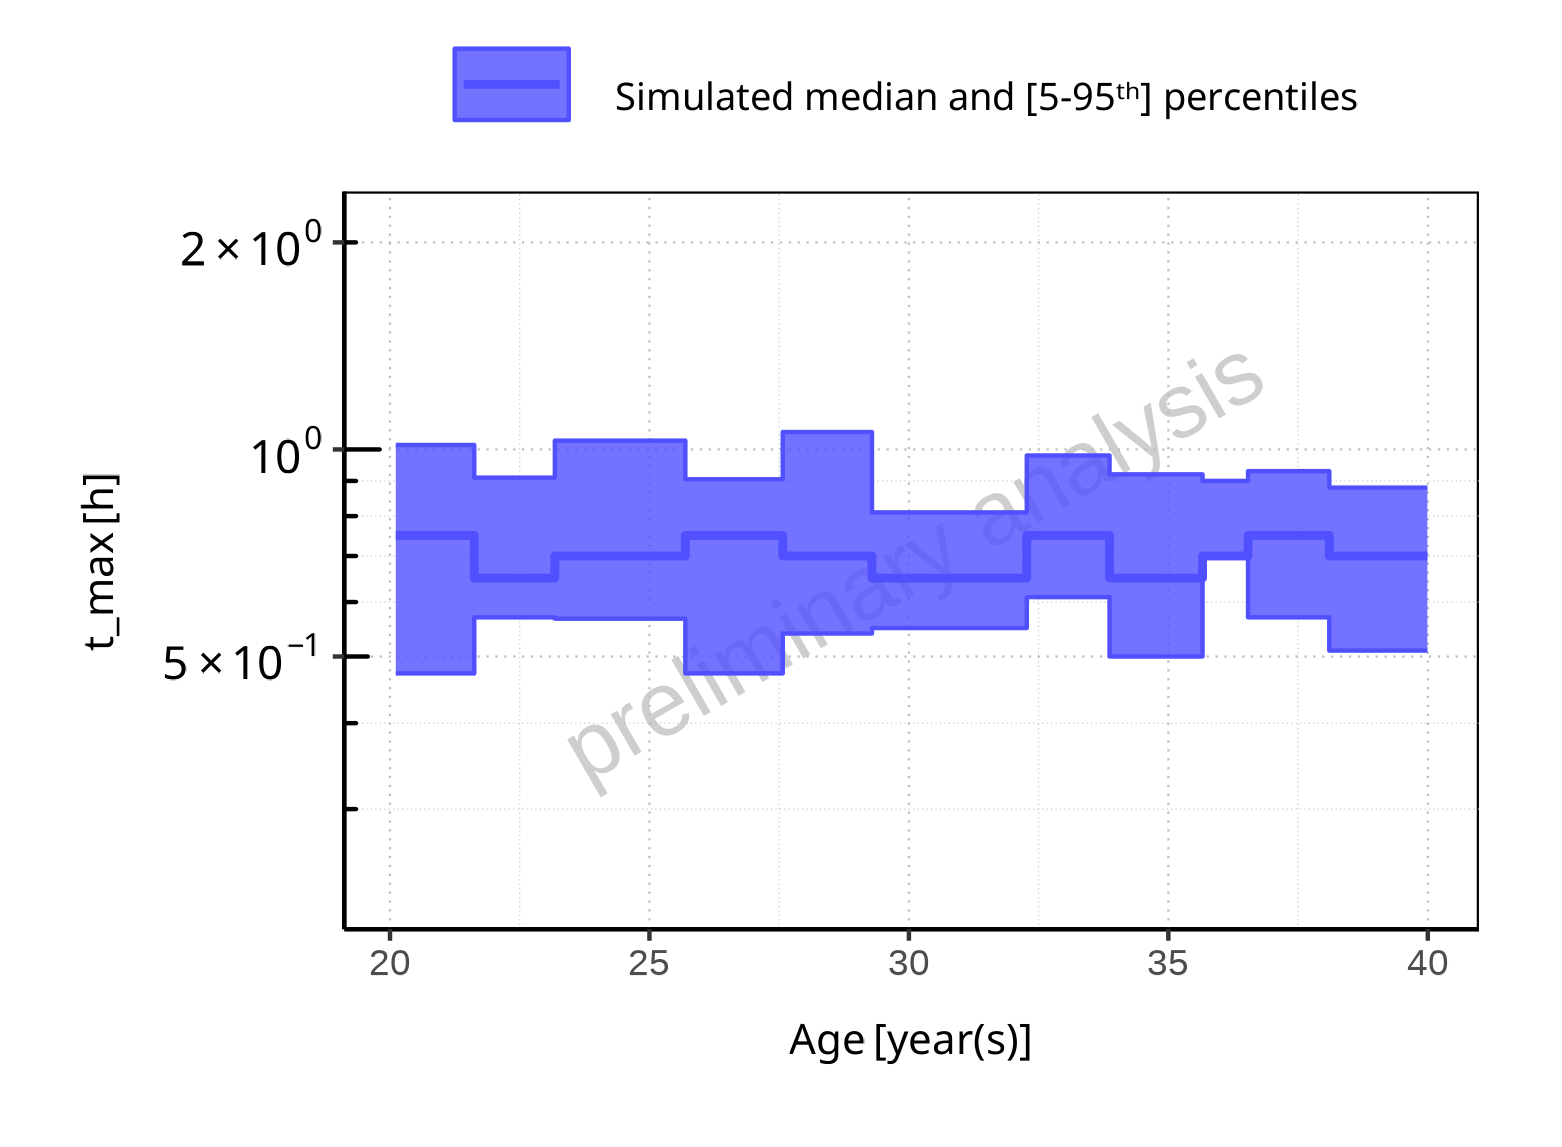 Simulated median and [5-95ᵗʰ] percentiles
2 × 10⁰
10⁰
5 × 10⁻¹
t_max [h]
preliminary analysis
20 25 30 35 40
Age [year(s)]